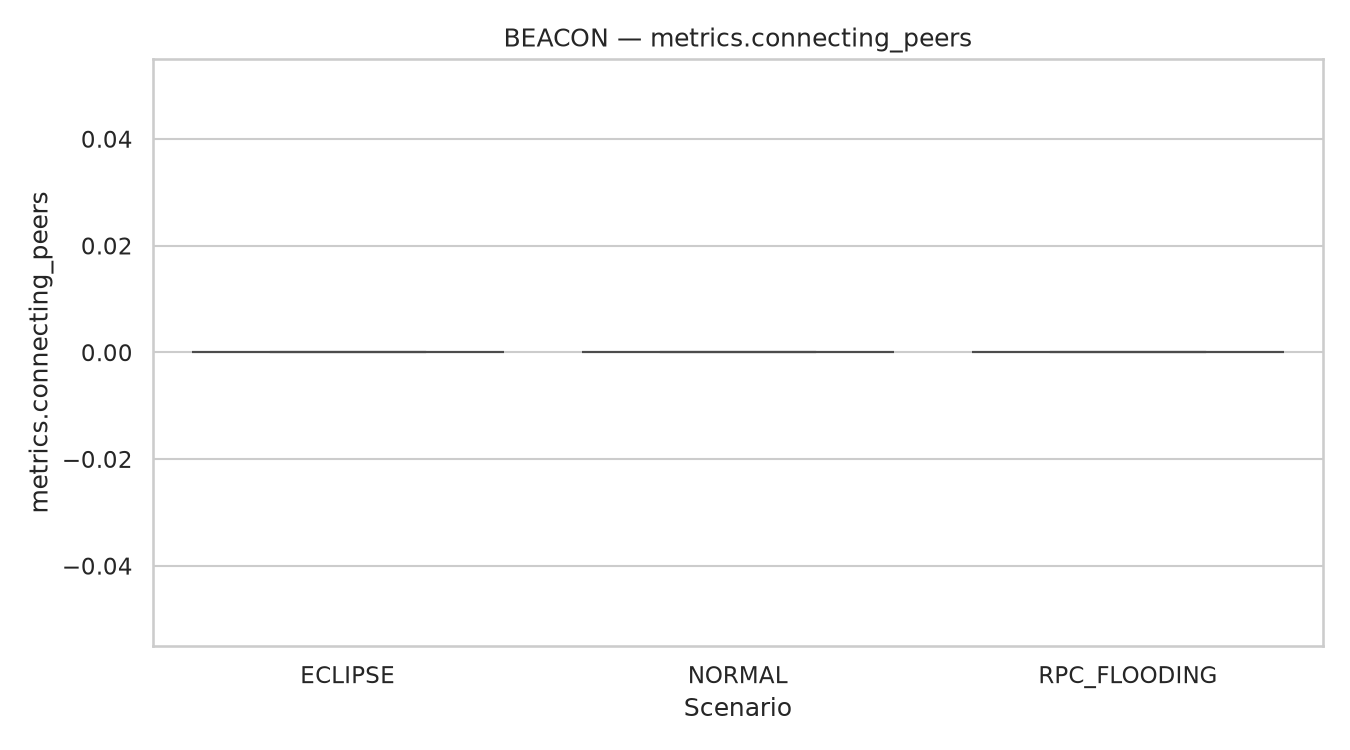 BEACON — metrics.connecting_peers
metrics.connecting_peers
0.04
0.02
0.00
−0.02
−0.04
ECLIPSE
NORMAL
RPC_FLOODING
Scenario